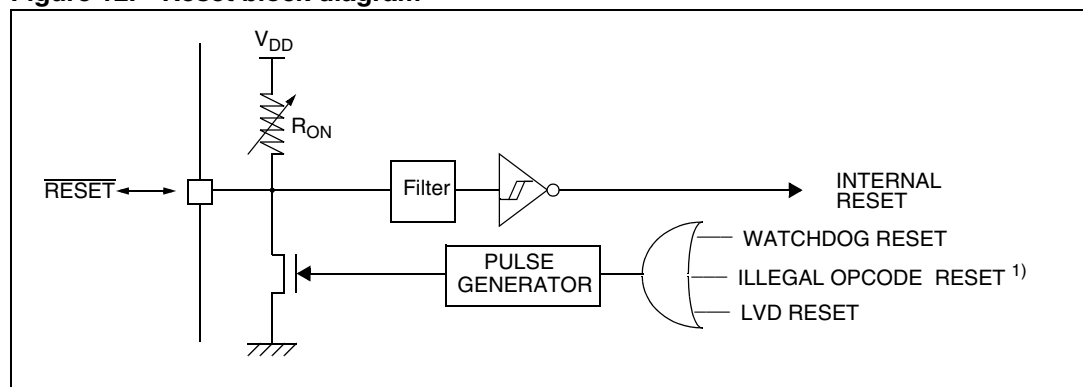 Figure 12. Reset block diagram
VDD
RON
RESET
Filter
INTERNAL
RESET
WATCHDOG RESET
PULSE
GENERATOR
ILLEGAL OPCODE RESET 1)
LVD RESET